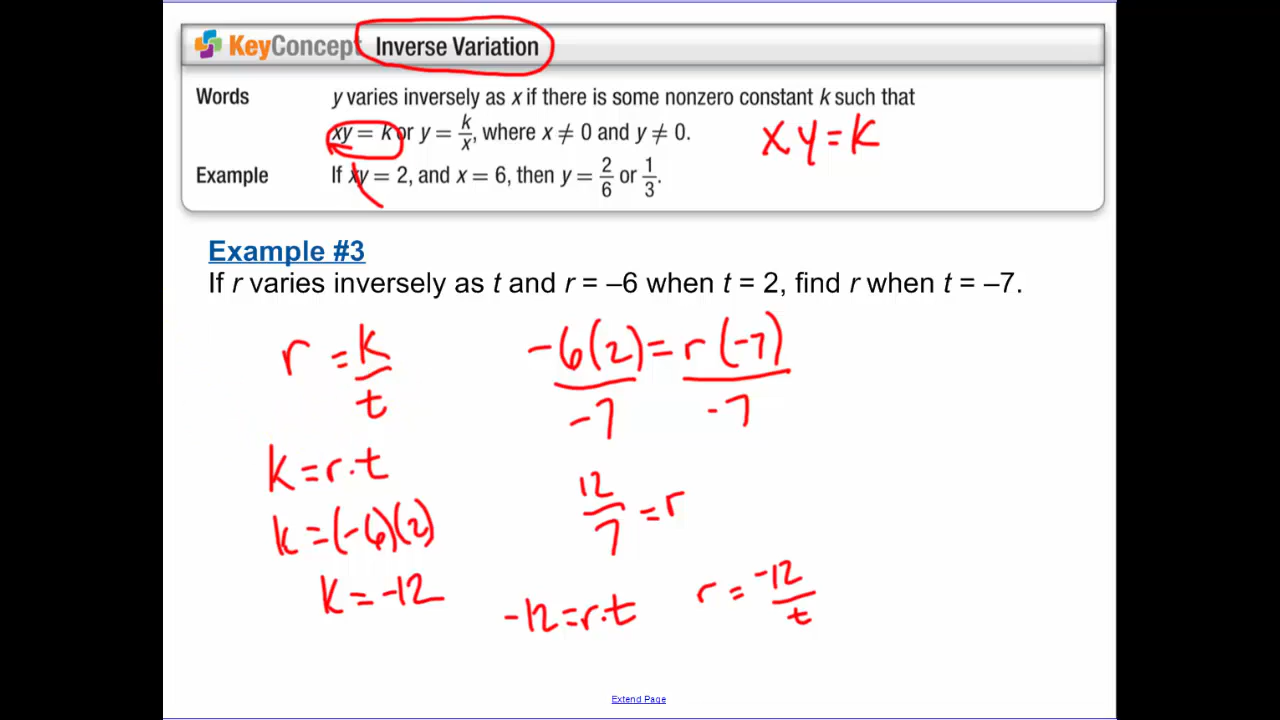 KeyConcept Inverse Variation
Words y varies inversely as x if there is some nonzero constant k such that
xy = k or y = k/x, where x ≠ 0 and y ≠ 0.
xy = k
Example If xy = 2, and x = 6, then y = 2/6 or 1/3.
Example #3
If r varies inversely as t and r = –6 when t = 2, find r when t = –7.
r = k/t
k = r·t
k = (-6)(2)
k = -12
-6(2) = r(-7)
-7 -7
12/7 = r
-12 = r·t
r = -12/t
Extend Page